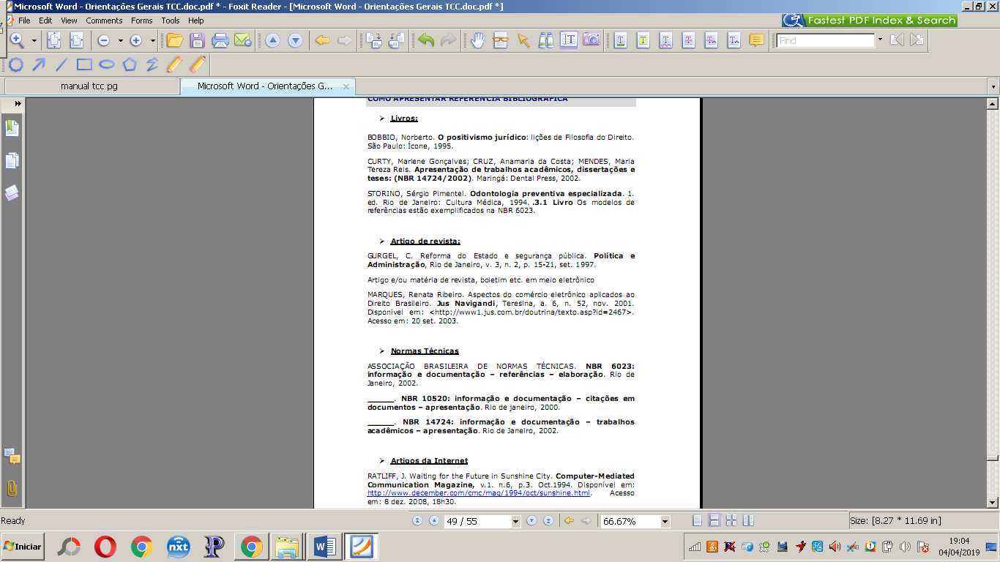 Microsoft Word - Orientações Gerais TCC.doc.pdf * - Foxit Reader - [Microsoft Word - Orientações Gerais TCC.doc.pdf *]
File Edit View Comments Forms Tools Help
Fastest PDF Index & Search
Find
manual tcc pg
Microsoft Word - Orientações G...
COMO APRESENTAR REFERÊNCIA BIBLIOGRÁFICA
➢ Livros:
BOBBIO, Norberto. O positivismo jurídico: lições de Filosofia do Direito.
São Paulo: Ícone, 1995.
CURTY, Marlene Gonçalves; CRUZ, Anamaria da Costa; MENDES, Maria
Tereza Reis. Apresentação de trabalhos acadêmicos, dissertações e
teses: (NBR 14724/2002). Maringá: Dental Press, 2002.
STORINO, Sérgio Pimentel. Odontologia preventiva especializada. 1.
ed. Rio de Janeiro: Cultura Médica, 1994. .3.1 Livro Os modelos de
referências estão exemplificados na NBR 6023.
➢ Artigo de revista:
GURGEL, C. Reforma do Estado e segurança pública. Política e
Administração, Rio de Janeiro, v. 3, n. 2, p. 15-21, set. 1997.
Artigo e/ou matéria de revista, boletim etc. em meio eletrônico
MARQUES, Renata Ribeiro. Aspectos do comércio eletrônico aplicados ao
Direito Brasileiro. Jus Navigandi, Teresina, a. 6, n. 52, nov. 2001.
Disponível em: <http://www1.jus.com.br/doutrina/texto.asp?id=2467>.
Acesso em: 20 set. 2003.
➢ Normas Técnicas
ASSOCIAÇÃO BRASILEIRA DE NORMAS TÉCNICAS. NBR 6023:
informação e documentação – referências – elaboração. Rio de
Janeiro, 2002.
______. NBR 10520: informação e documentação – citações em
documentos – apresentação. Rio de janeiro, 2000.
______. NBR 14724: informação e documentação – trabalhos
acadêmicos – apresentação. Rio de Janeiro, 2002.
➢ Artigos da Internet
RATLIFF, J. Waiting for the Future in Sunshine City. Computer-Mediated
Communication Magazine, v.1. n.6, p.3. Oct.1994. Disponível em:
http://www.december.com/cmc/mag/1994/oct/sunshine.html. Acesso
em: 8 dez. 2008, 18h30.
Ready
49 / 55
66.67%
Size: [8.27 * 11.69 in]
Iniciar
nxt
19:04
04/04/2019